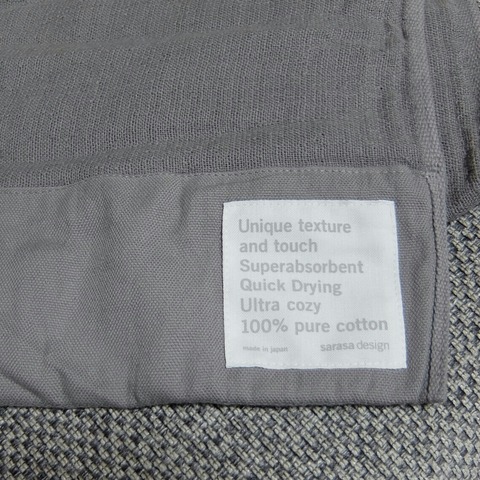 Unique texture
and touch
Superabsorbent
Quick Drying
Ultra cozy
100% pure cotton
made in japan sarasa design